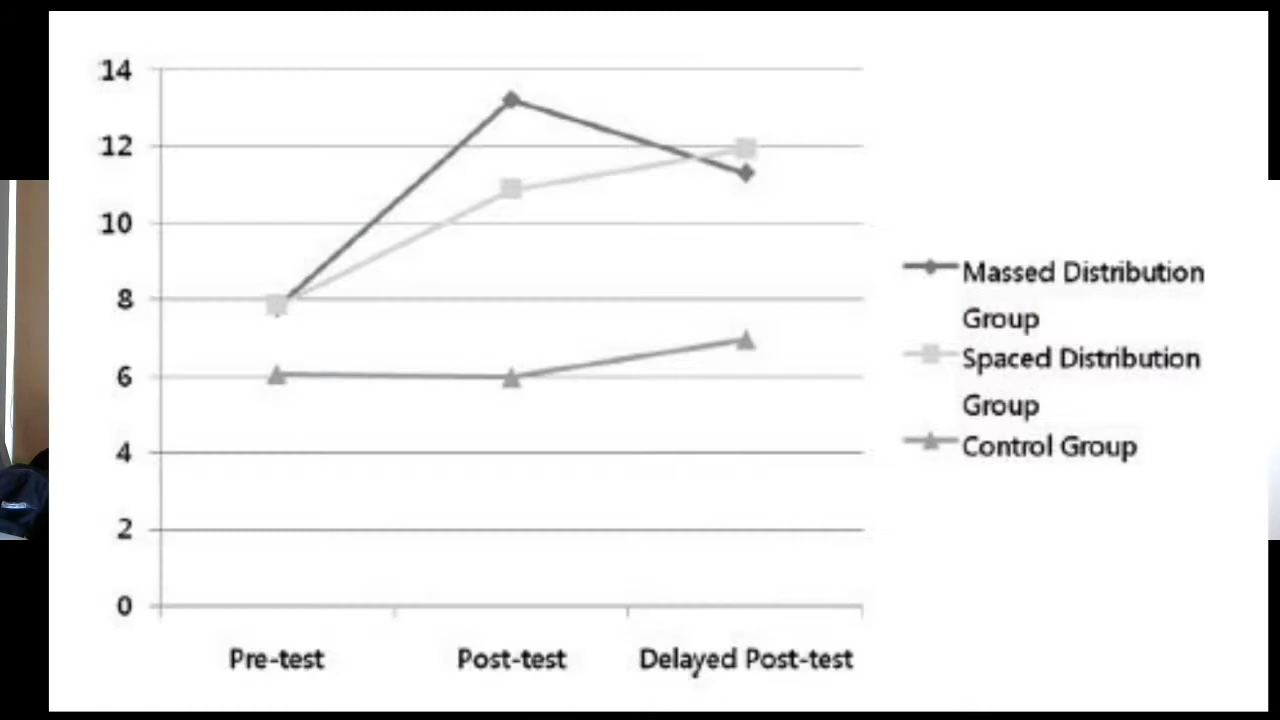 14
12
10
8
6
4
2
0
Pre-test
Post-test
Delayed Post-test
Massed Distribution
Group
Spaced Distribution
Group
Control Group